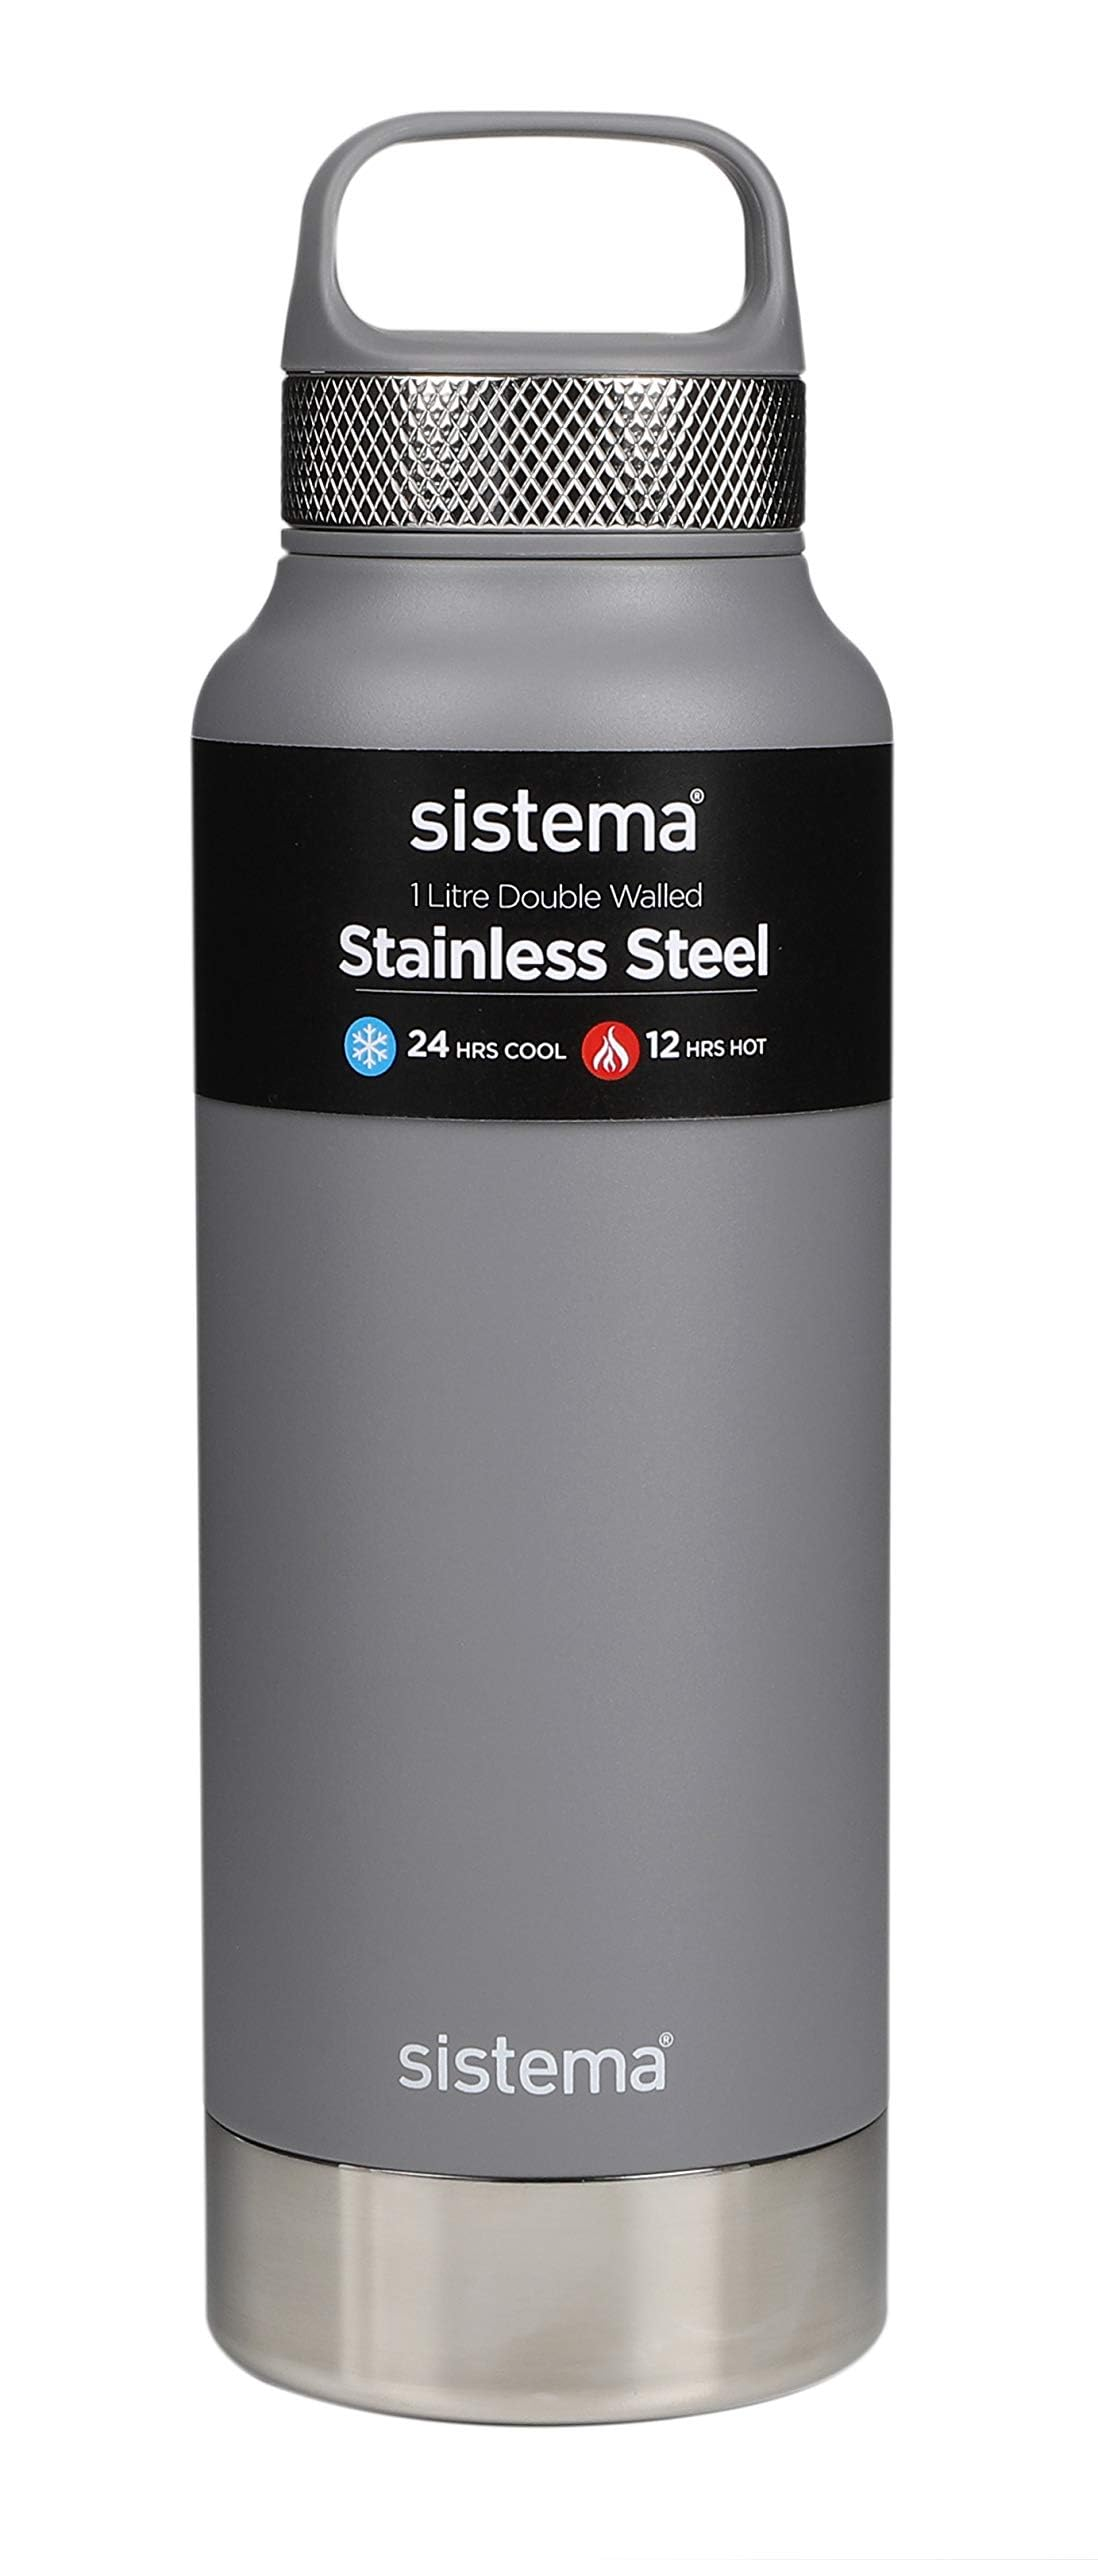 sistema®
1 Litre Double Walled
Stainless Steel
24 HRS COOL 12 HRS HOT
sistema®